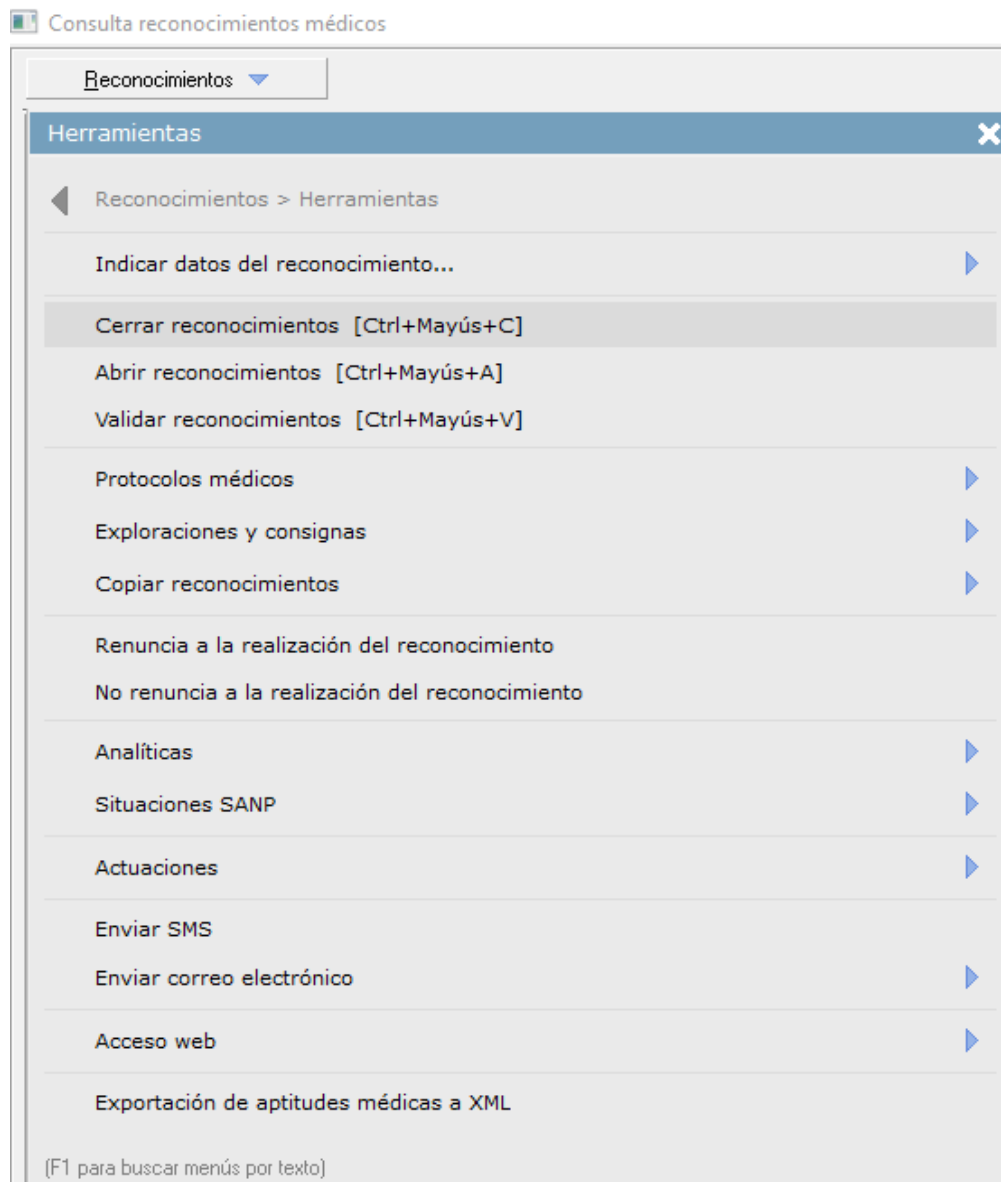 Consulta reconocimientos médicos
Reconocimientos
Herramientas
Reconocimientos > Herramientas
Indicar datos del reconocimiento...
Cerrar reconocimientos [Ctrl+Mayús+C]
Abrir reconocimientos [Ctrl+Mayús+A]
Validar reconocimientos [Ctrl+Mayús+V]
Protocolos médicos
Exploraciones y consignas
Copiar reconocimientos
Renuncia a la realización del reconocimiento
No renuncia a la realización del reconocimiento
Analíticas
Situaciones SANP
Actuaciones
Enviar SMS
Enviar correo electrónico
Acceso web
Exportación de aptitudes médicas a XML
(F1 para buscar menús por texto)